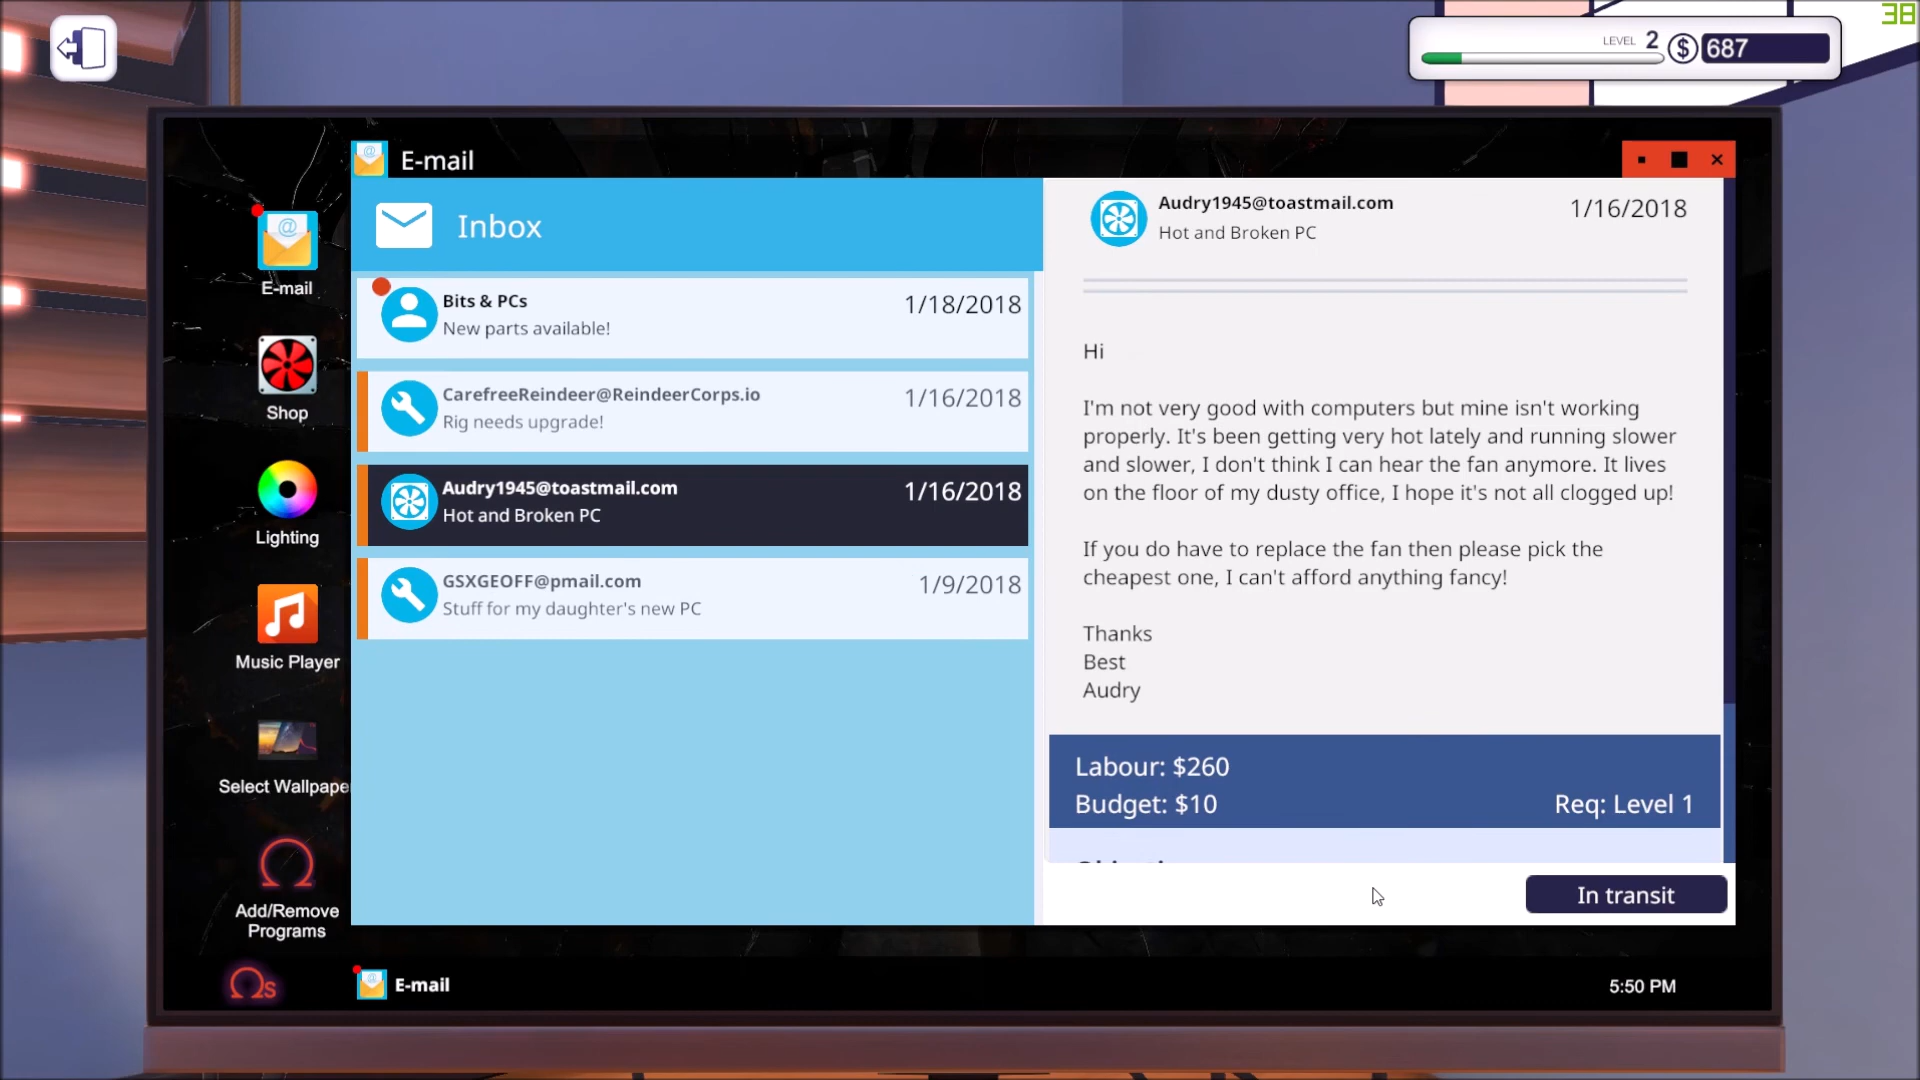 38
LEVEL 2 $ 687
E-mail
Inbox
E-mail
Shop
Lighting
Music Player
Select Wallpape
Add/Remove
Programs
Bits & PCs
1/18/2018
New parts available!
CarefreeReindeer@ReindeerCorps.io
1/16/2018
Rig needs upgrade!
Audry1945@toastmail.com
1/16/2018
Hot and Broken PC
GSXGEOFF@pmail.com
1/9/2018
Stuff for my daughter's new PC
Audry1945@toastmail.com
1/16/2018
Hot and Broken PC
Hi
I'm not very good with computers but mine isn't working
properly. It's been getting very hot lately and running slower
and slower, I don't think I can hear the fan anymore. It lives
on the floor of my dusty office, I hope it's not all clogged up!
If you do have to replace the fan then please pick the
cheapest one, I can't afford anything fancy!
Thanks
Best
Audry
Labour: $260
Budget: $10
Req: Level 1
In transit
Ωs
E-mail
5:50 PM